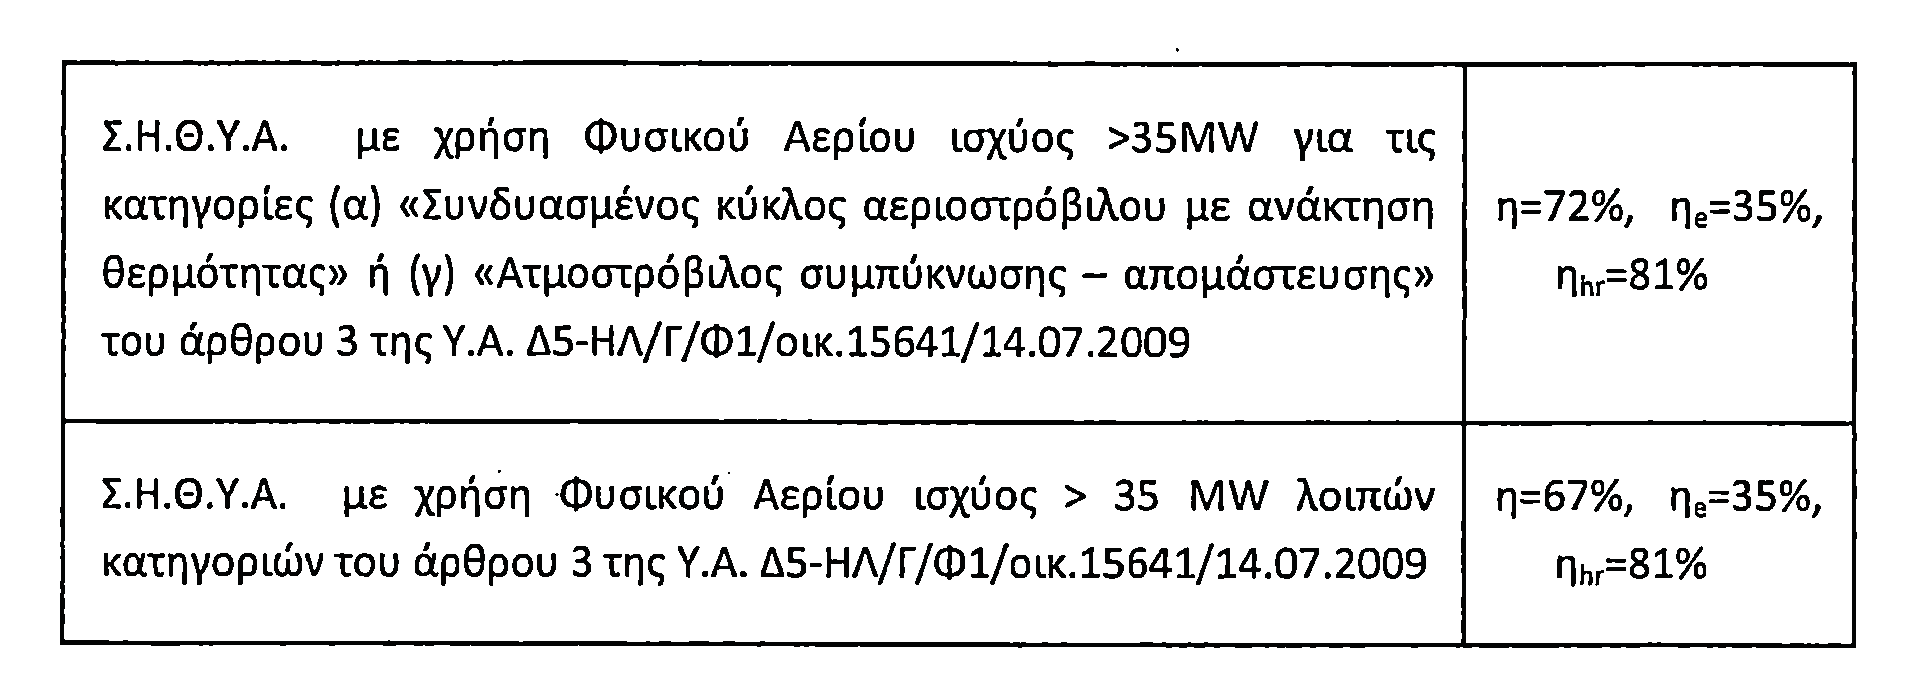 Σ.Η.Θ.Υ.Α. με χρήση Φυσικού Αερίου ισχύος >35MW για τις
κατηγορίες (α) «Συνδυασμένος κύκλος αεριοστρόβιλου με ανάκτηση
θερμότητας» ή (γ) «Ατμοστρόβιλος συμπύκνωσης – απομάστευσης»
του άρθρου 3 της Υ.Α. Δ5-ΗΛ/Γ/Φ1/οικ.15641/14.07.2009
η=72%, ηe=35%,
ηhr=81%
Σ.Η.Θ.Υ.Α. με χρήση Φυσικού Αερίου ισχύος > 35 MW λοιπών
κατηγοριών του άρθρου 3 της Υ.Α. Δ5-ΗΛ/Γ/Φ1/οικ.15641/14.07.2009
η=67%, ηe=35%,
ηhr=81%